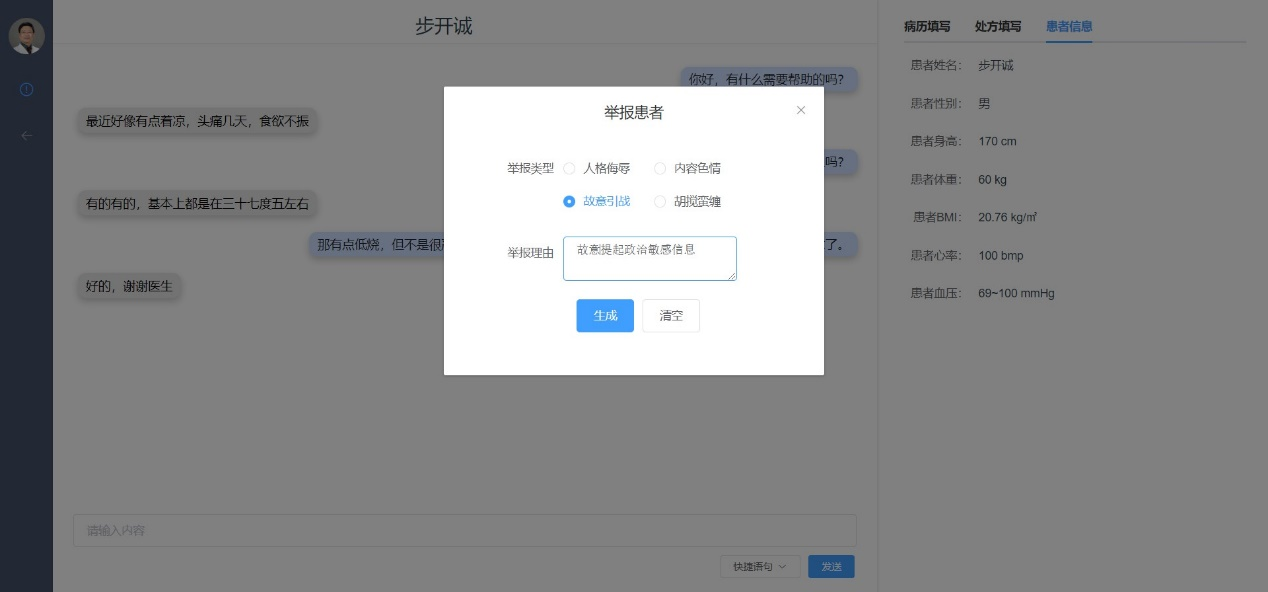 步开诚
你好，有什么需要帮助的吗?
最近好像有点着凉，头痛几天，食欲不振
吗?
有的有的，基本上都是在三十七度五左右
那有点低烧，但不是很
了。
好的，谢谢医生
举报患者
举报类型 人格侮辱 内容色情
故意引战 胡搅蛮缠
举报理由 故意提起政治敏感信息
生成 清空
请输入内容
快捷语句 发送
病历填写 处方填写 患者信息
患者姓名： 步开诚
患者性别： 男
患者身高： 170 cm
患者体重： 60 kg
患者BMI： 20.76 kg/㎡
患者心率： 100 bmp
患者血压： 69~100 mmHg